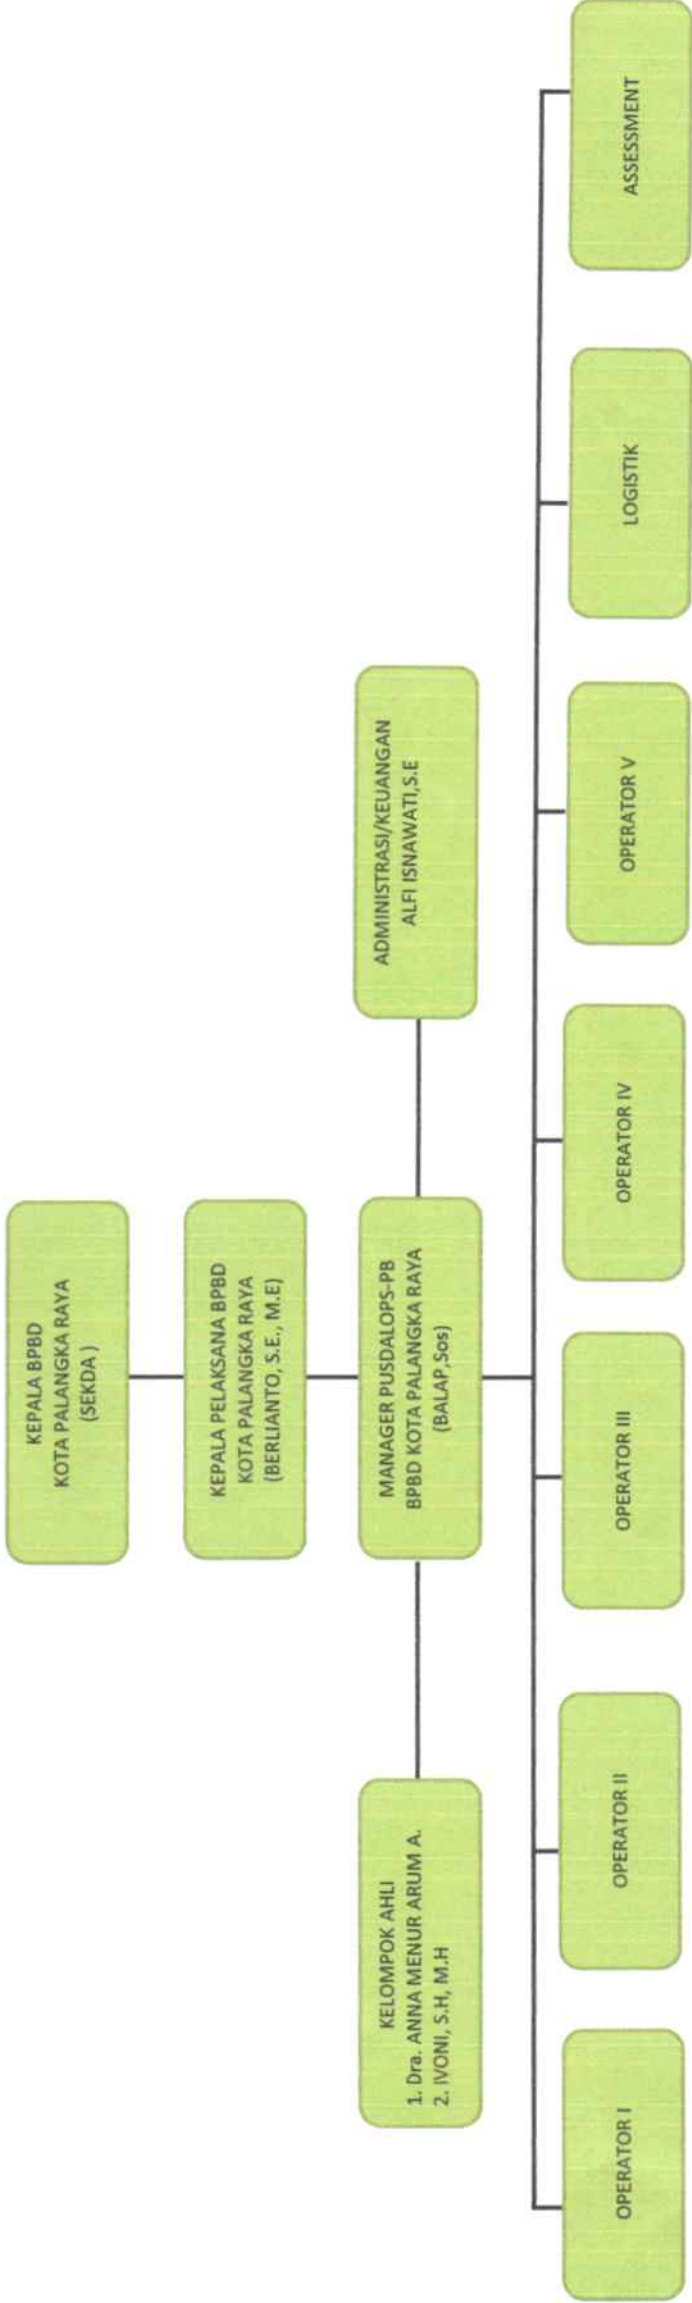 KEPALA BPBD
KOTA PALANGKA RAYA
(SEKDA )
KEPALA PELAKSANA BPBD
KOTA PALANGKA RAYA
(BERLIANTO, S.E., M.E)
KELOMPOK AHLI
1. Dra. ANNA MENUR ARUM A.
2. IVONI, S.H, M.H
MANAGER PUSDALOPS-PB
BPBD KOTA PALANGKA RAYA
(BALAP,Sos)
ADMINISTRASI/KEUANGAN
ALFI ISNAWATI,S.E
OPERATOR I
OPERATOR II
OPERATOR III
OPERATOR IV
OPERATOR V
LOGISTIK
ASSESSMENT